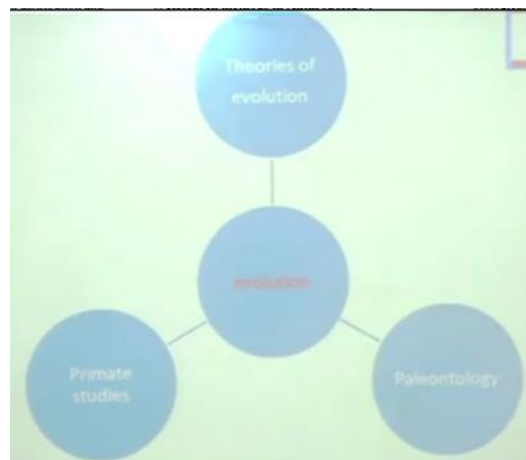 Theories of
evolution
evolution
Primate
studies
Paleontology